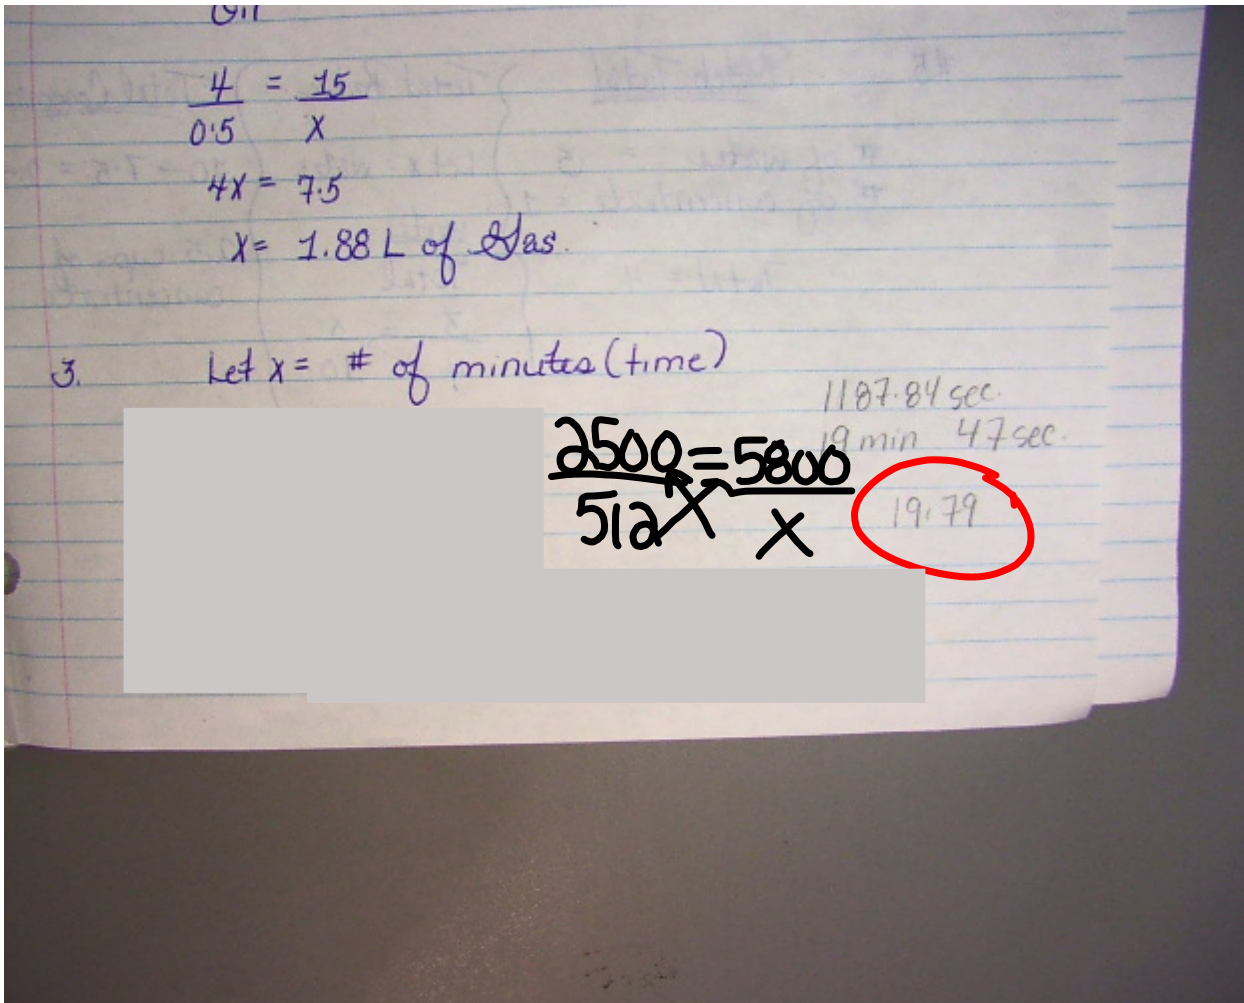 4 = 15
0.5 X
4x = 7.5
x = 1.88 L of Gas.
3. Let x = # of minutes (time)
1187.84 sec.
19 min 47 sec.
2500 = 5800
512 x
19.79